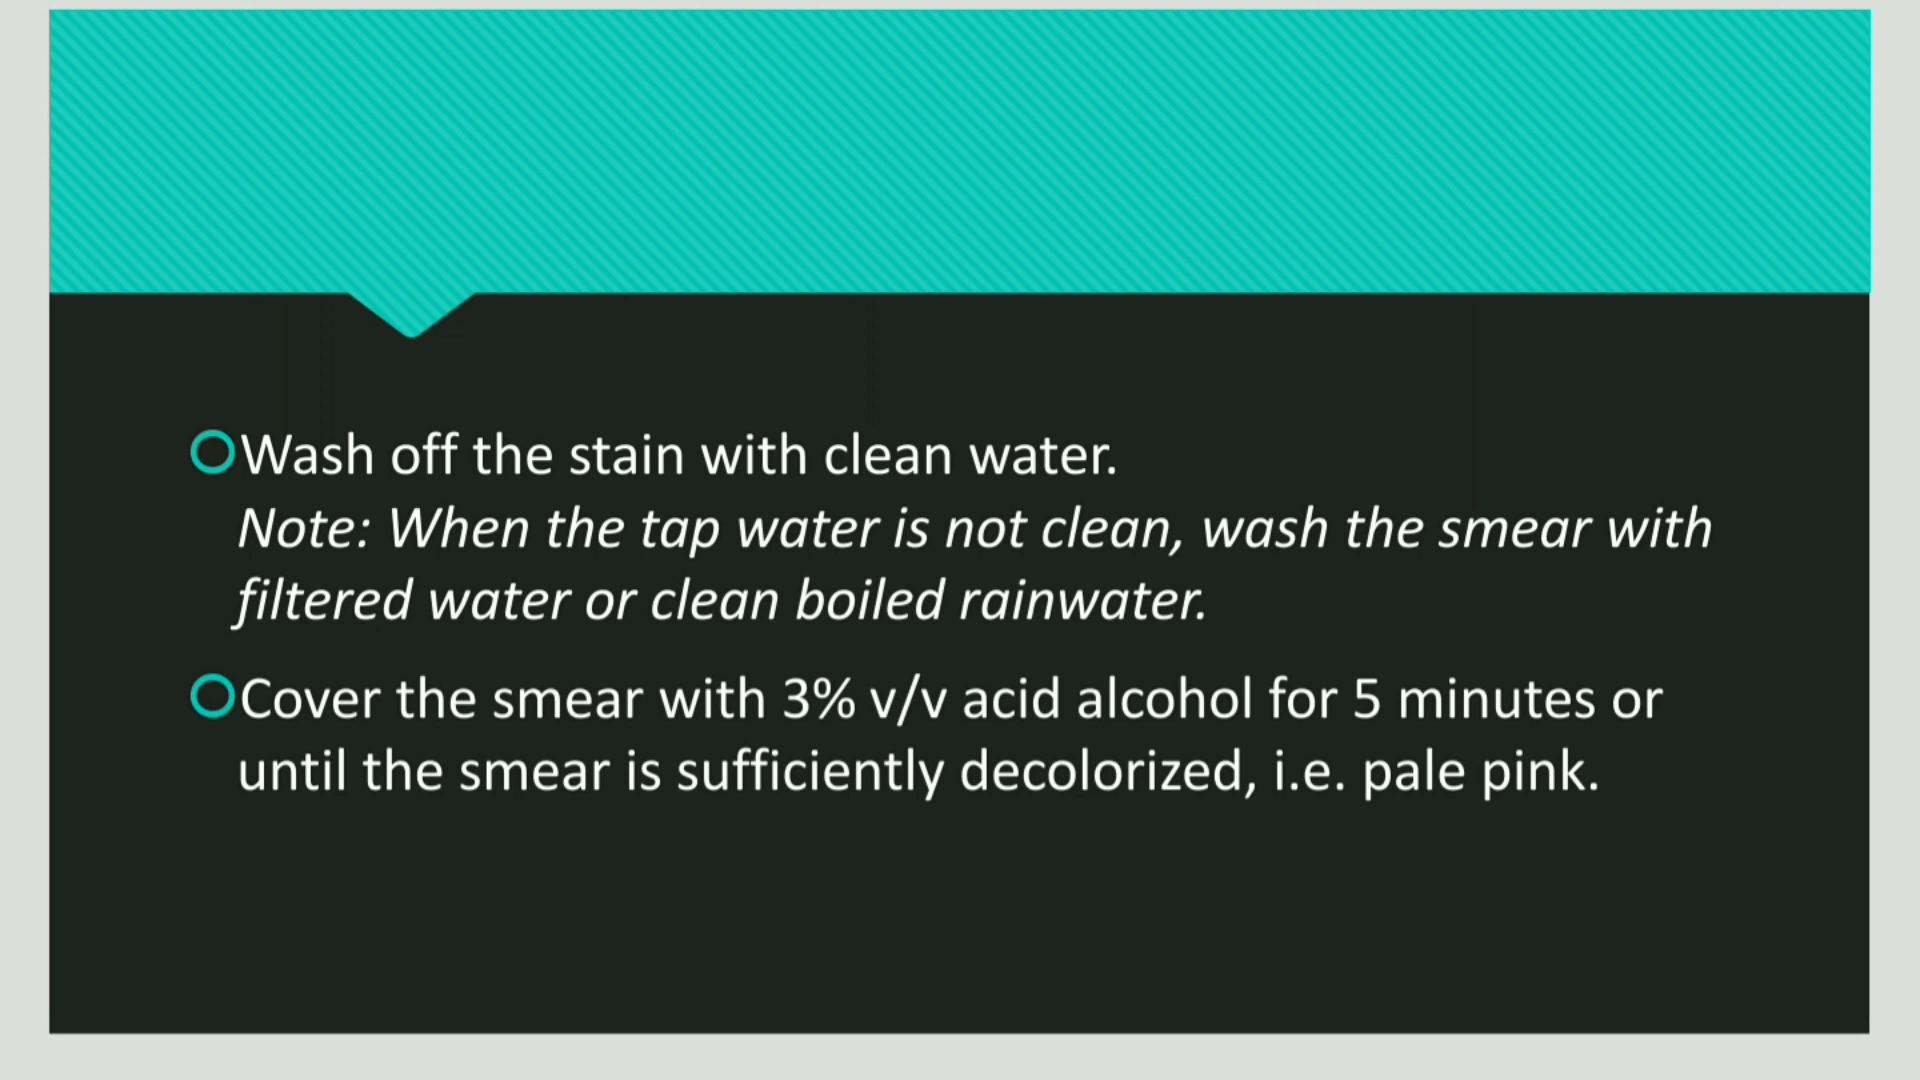 Wash off the stain with clean water.
Note: When the tap water is not clean, wash the smear with
filtered water or clean boiled rainwater.
Cover the smear with 3% v/v acid alcohol for 5 minutes or
until the smear is sufficiently decolorized, i.e. pale pink.